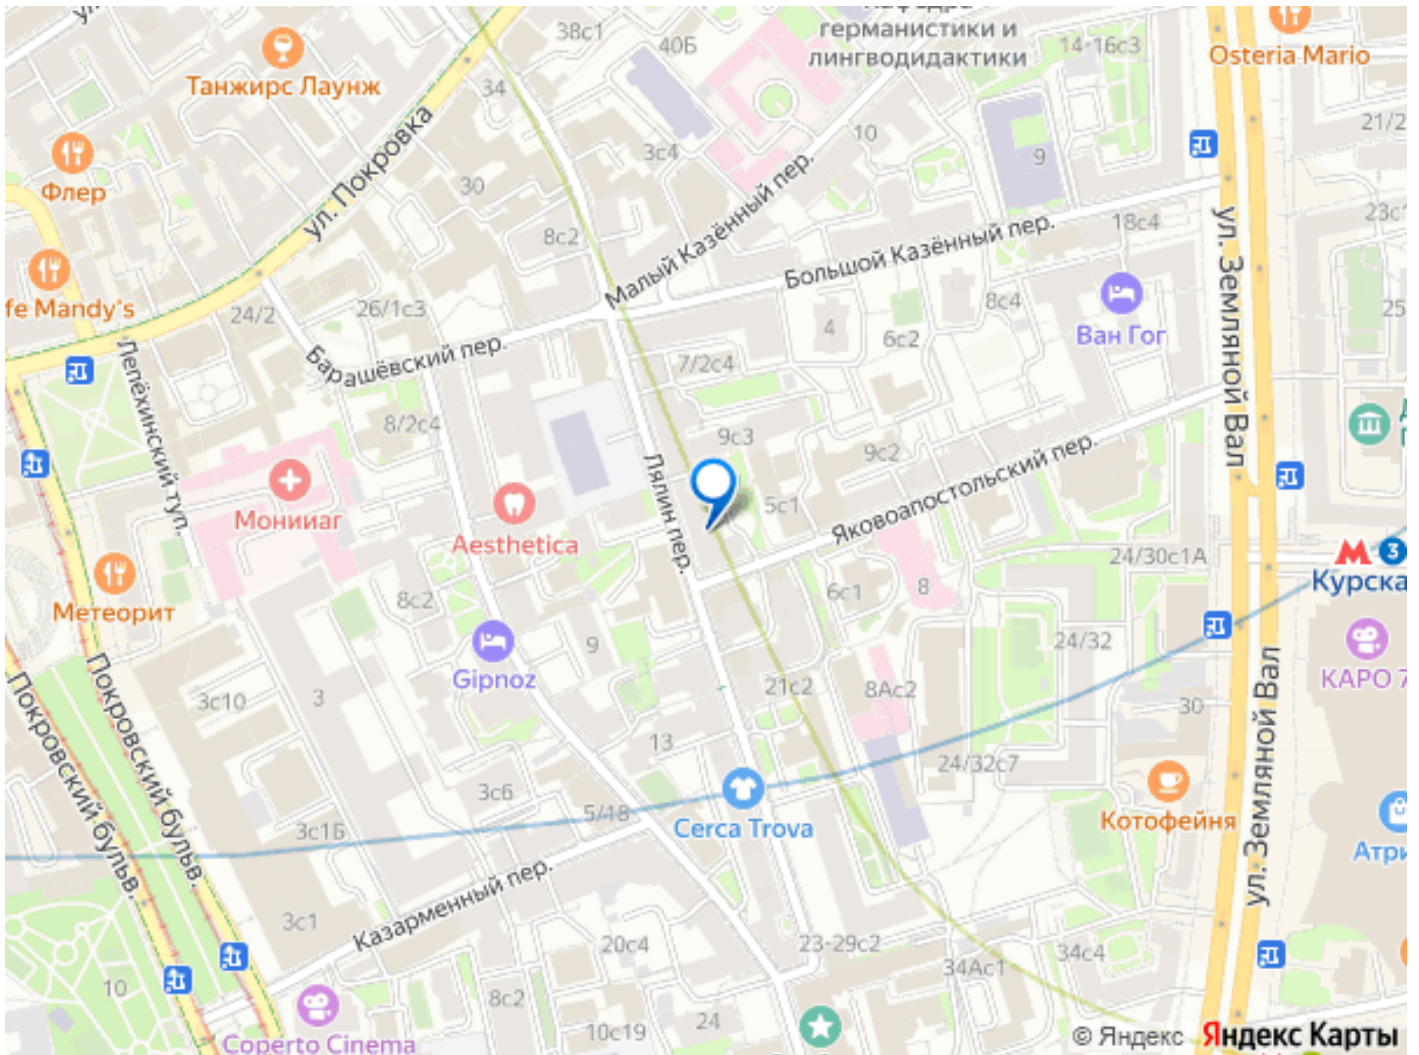 38с1
40Б
германистики и
лингводидактики
14-16с3
Osteria Mario
Танжирс Лаунж
34
ул. Покровка
21/2
Флер
3с4
10
9
30
Малый Казённый пер.
23с1
8с2
Большой Казённый пер.
18с4
ул. Земляной Вал
fe Mandy's
24/2
26/1с3
8с4
25
Ван Гог
4
6с2
Барашёвский пер.
7/2с4
Лепёхинский туп.
8/2с4
9с3
9с2
Лялин пер.
Яковоапостольский пер.
Мониинаг
5с1
Aesthetica
24/30с1А
3
Курска
Метеорит
8с2
6с1
8
9
24/32
Gipnoz
КАРО 7
21с2
8Ас2
3с10
3
30
Покровский бульв.
Покровский бульв.
13
24/32с7
ул. Земляной Вал
3с6
5/18
Cerca Trova
3с1Б
Котофейня
Атри
Казарменный пер.
3с1
20с4
23-29с2
34с4
34Ас1
10
8с2
10с19
24
Coperto Cinema
© Яндекс Яндекс Карты